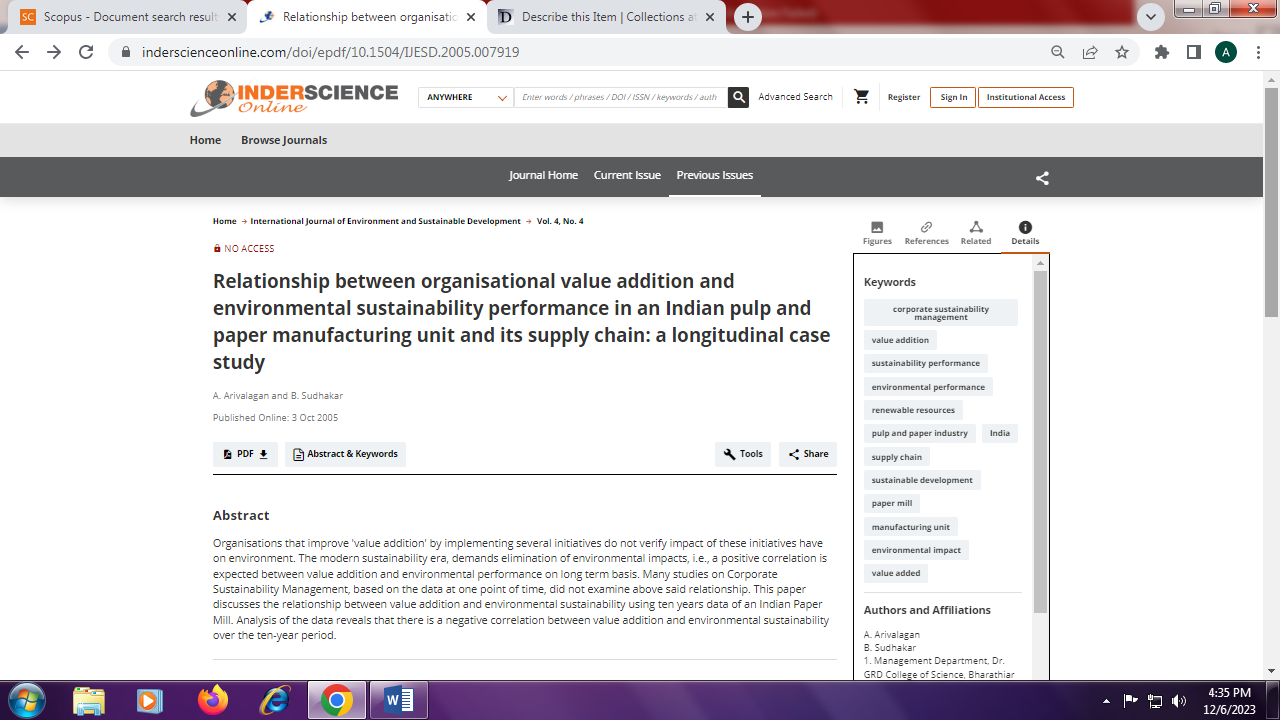 SC Scopus - Document search result
Relationship between organisatio
Describe this Item | Collections a
inderscienceonline.com/doi/epdf/10.1504/IJESD.2005.007919
A
INDERSCIENCE
Online
ANYWHERE
Enter words / phrases / DOI / ISSN / keywords / auth
Advanced Search
Register
Sign In
Institutional Access
Home
Browse Journals
Journal Home
Current Issue
Previous Issues
Home → International Journal of Environment and Sustainable Development → Vol. 4, No. 4
NO ACCESS
Relationship between organisational value addition and
environmental sustainability performance in an Indian pulp and
paper manufacturing unit and its supply chain: a longitudinal case
study
A. Arivalagan and B. Sudhakar
Published Online: 3 Oct 2005
PDF
Abstract & Keywords
Tools
Share
Abstract
Organisations that improve 'value addition' by implementing several initiatives do not verify impact of these initiatives have
on environment. The modern sustainability era, demands elimination of environmental impacts, i.e., a positive correlation is
expected between value addition and environmental performance on long term basis. Many studies on Corporate
Sustainability Management, based on the data at one point of time, did not examine above said relationship. This paper
discusses the relationship between value addition and environmental sustainability using ten years data of an Indian Paper
Mill. Analysis of the data reveals that there is a negative correlation between value addition and environmental sustainability
over the ten-year period.
Figures
References
Related
Details
Keywords
corporate sustainability
management
value addition
sustainability performance
environmental performance
renewable resources
pulp and paper industry
India
supply chain
sustainable development
paper mill
manufacturing unit
environmental impact
value added
Authors and Affiliations
A. Arivalagan
B. Sudhakar
1. Management Department, Dr.
GRD College of Science, Bharathiar
4:35 PM
12/6/2023